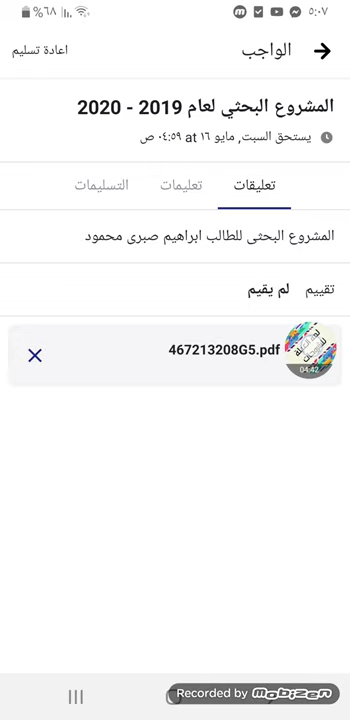 ٥:٠٧
%٦٨
الواجب
اعادة تسليم
المشروع البحثي لعام 2019 - 2020
يستحق السبت, مايو ١٦ at ٠٤:٥٩ ص
تعليقات
تعليمات
التسليمات
المشروع البحثى للطالب ابراهيم صبرى محمود
تقييم لم يقيم
467213208G5.pdf
04:42
Recorded by MOBIZEN